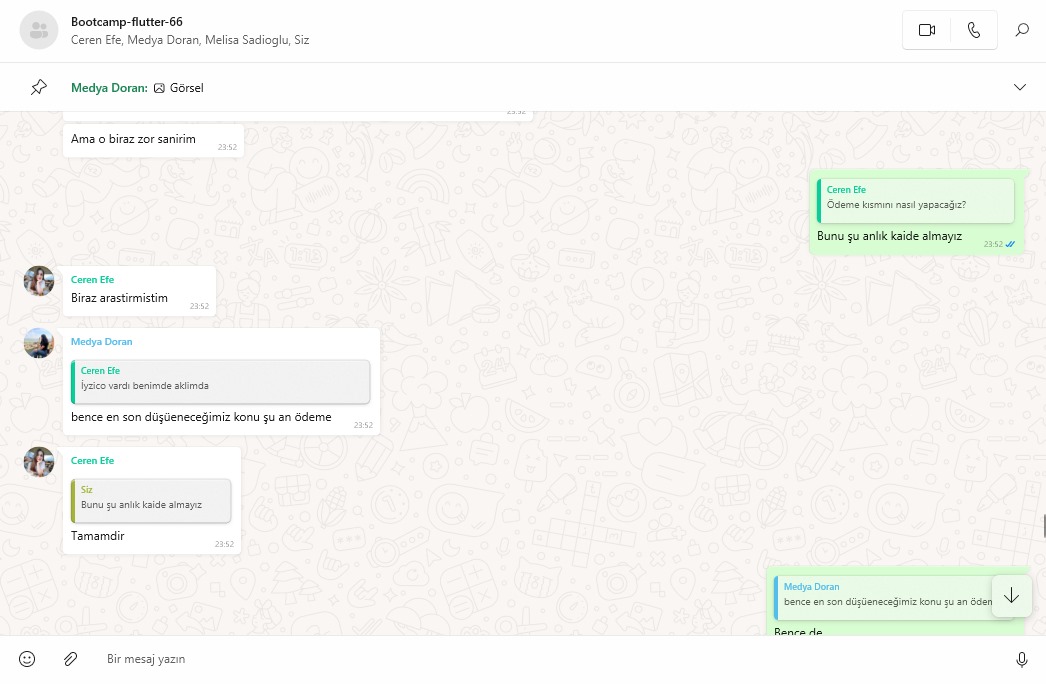 Bootcamp-flutter-66
Ceren Efe, Medya Doran, Melisa Sadioglu, Siz
Medya Doran: Görsel
23:52
Ama o biraz zor sanirim
23:52
Ceren Efe
Ödeme kısmını nasıl yapacağız?
Bunu şu anlık kaide almayız
23:52
Ceren Efe
Biraz arastirmistim
23:52
Medya Doran
Ceren Efe
İyzico vardı benimde aklimda
bence en son düşüeneceğimiz konu şu an ödeme
23:52
Ceren Efe
Siz
Bunu şu anlık kaide almayız
Tamamdir
23:52
Medya Doran
bence en son düşüeneceğimiz konu şu an ödem
Bence de
Bir mesaj yazın